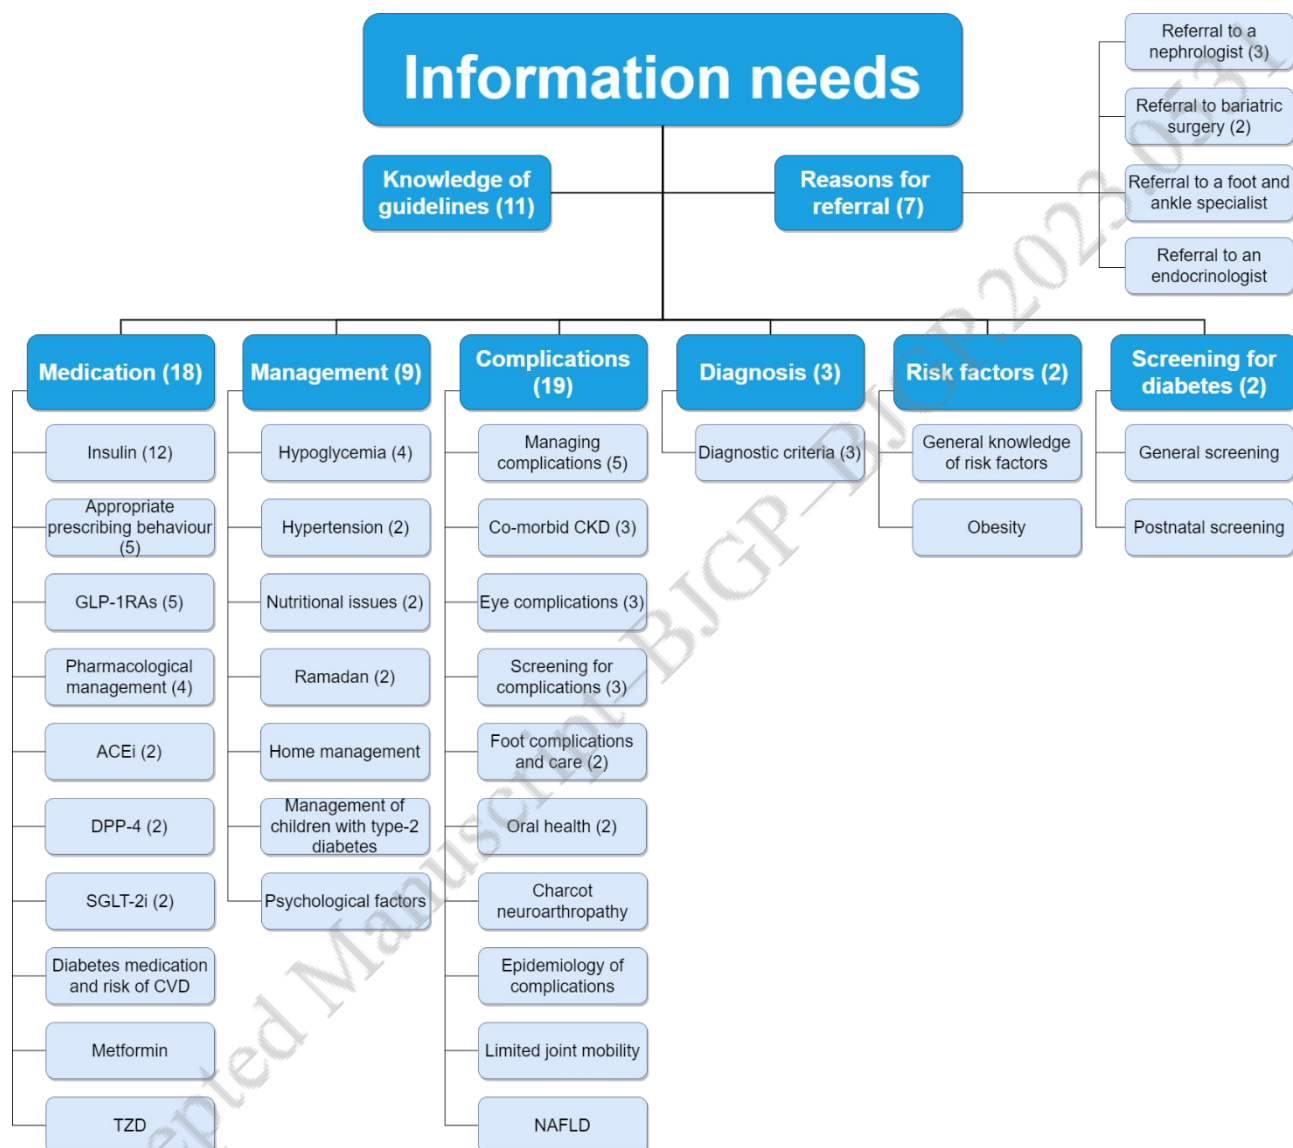 Information needs
Knowledge of
guidelines (11)
Reasons for
referral (7)
Referral to a
nephrologist (3)
Referral to bariatric
surgery (2)
Referral to a foot and
ankle specialist
Referral to an
endocrinologist
Medication (18)
Insulin (12)
Appropriate
prescribing behaviour
(5)
GLP-1RAs (5)
Pharmacological
management (4)
ACEi (2)
DPP-4 (2)
SGLT-2i (2)
Diabetes medication
and risk of CVD
Metformin
TZD
Management (9)
Hypoglycemia (4)
Hypertension (2)
Nutritional issues (2)
Ramadan (2)
Home management
Management of
children with type-2
diabetes
Psychological factors
Complications
(19)
Managing
complications (5)
Co-morbid CKD (3)
Eye complications (3)
Screening for
complications (3)
Foot complications
and care (2)
Oral health (2)
Charcot
neuroarthropathy
Epidemiology of
complications
Limited joint mobility
NAFLD
Diagnosis (3)
Diagnostic criteria (3)
Risk factors (2)
General knowledge
of risk factors
Obesity
Screening for
diabetes (2)
General screening
Postnatal screening
epted Manuscript–BJGP–BJGP.2023.0531